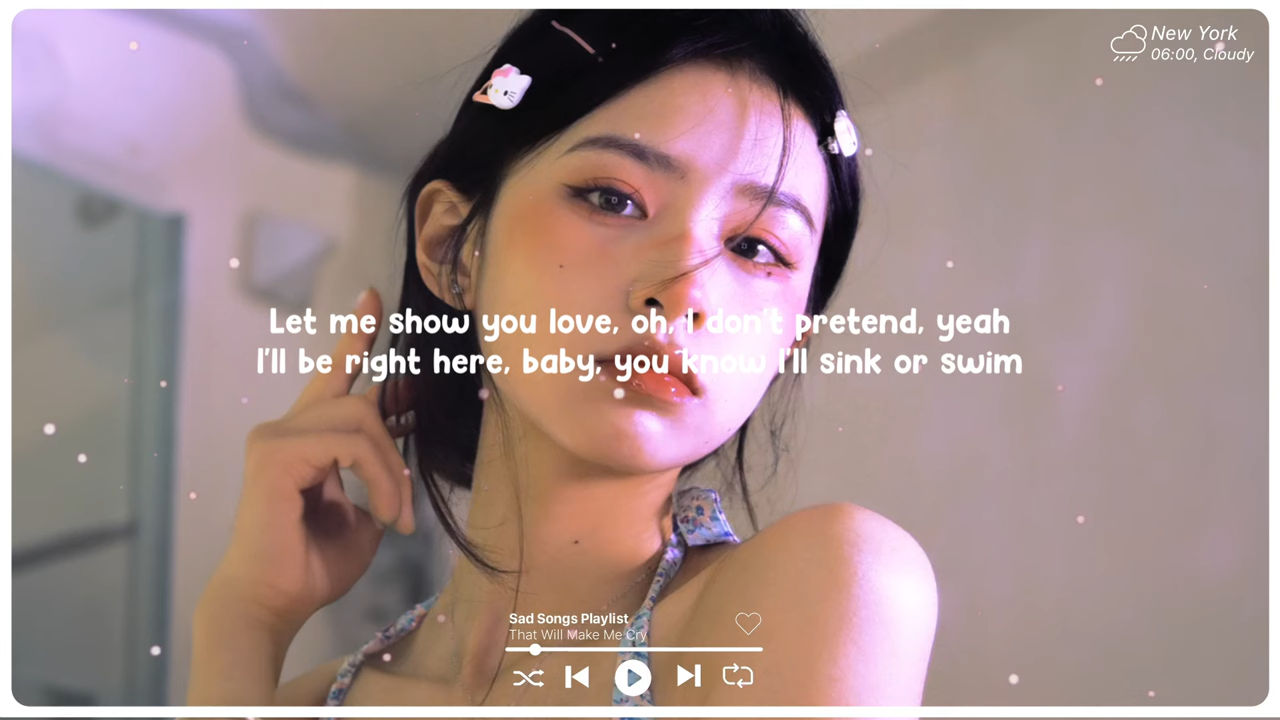 New York
06:00, Cloudy
Let me show you love, oh, I don't pretend, yeah
I'll be right here, baby, you know I'll sink or swim
Sad Songs Playlist
That Will Make Me Cry